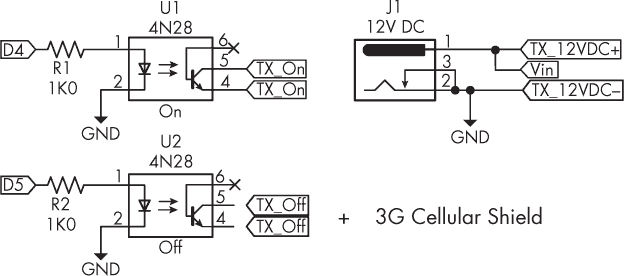 U1
4N28
D4
R1
1K0
1
2
6
5
4
TX_On
TX_On
On
GND
J1
12V DC
1
3
2
TX_12VDC+
Vin
TX_12VDC–
GND
U2
4N28
D5
R2
1K0
1
2
6
5
4
TX_Off
TX_Off
Off
GND
+ 3G Cellular Shield